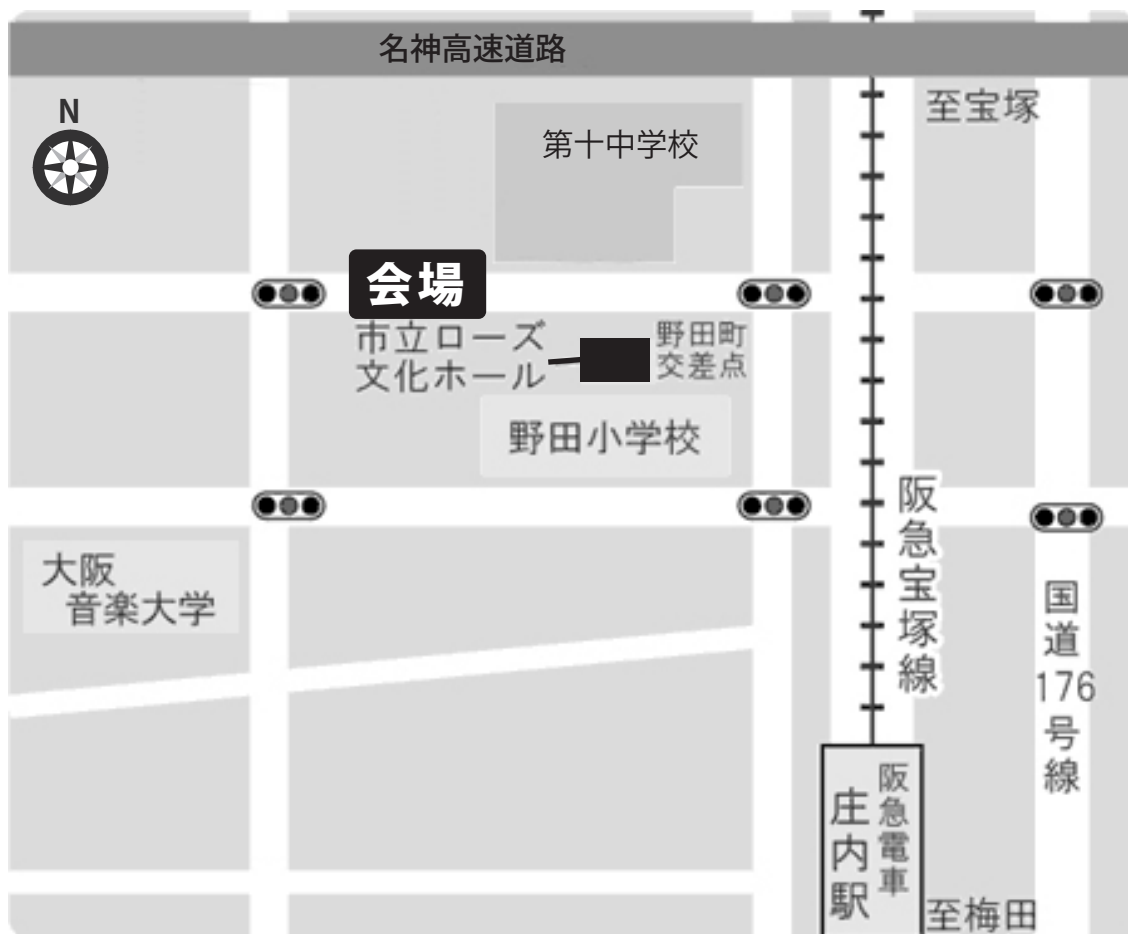 名神高速道路
N
至宝塚
第十中学校
会場
市立ローズ
文化ホール
野田町
交差点
野田小学校
阪急宝塚線
大阪
音楽大学
国道176号線
阪急電車
庄内駅
至梅田